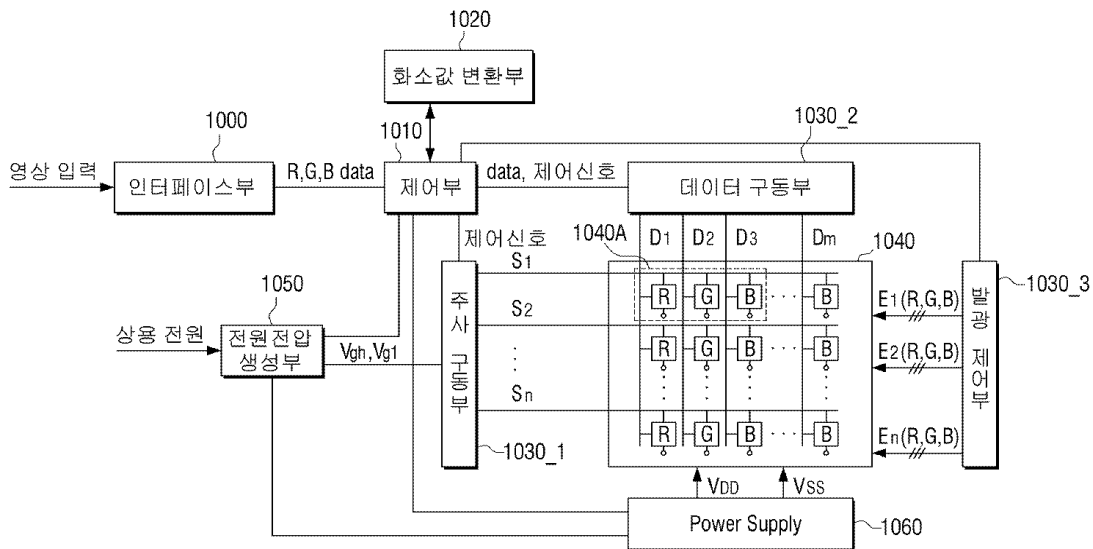 1020
화소값 변환부
1000
1010
1030_2
영상 입력
인터페이스부
R,G,B data
제어부
data, 제어신호
데이터 구동부
제어신호
1040A
D1
D2
D3
Dm
1040
S1
R
G
B
B
1050
주사 구동부
S2
E1(R,G,B)
발광 제어부
1030_3
상용 전원
전원전압
생성부
Vgh,Vg1
R
G
B
B
E2(R,G,B)
Sn
R
G
B
B
En(R,G,B)
1030_1
VDD
VSS
Power Supply
1060